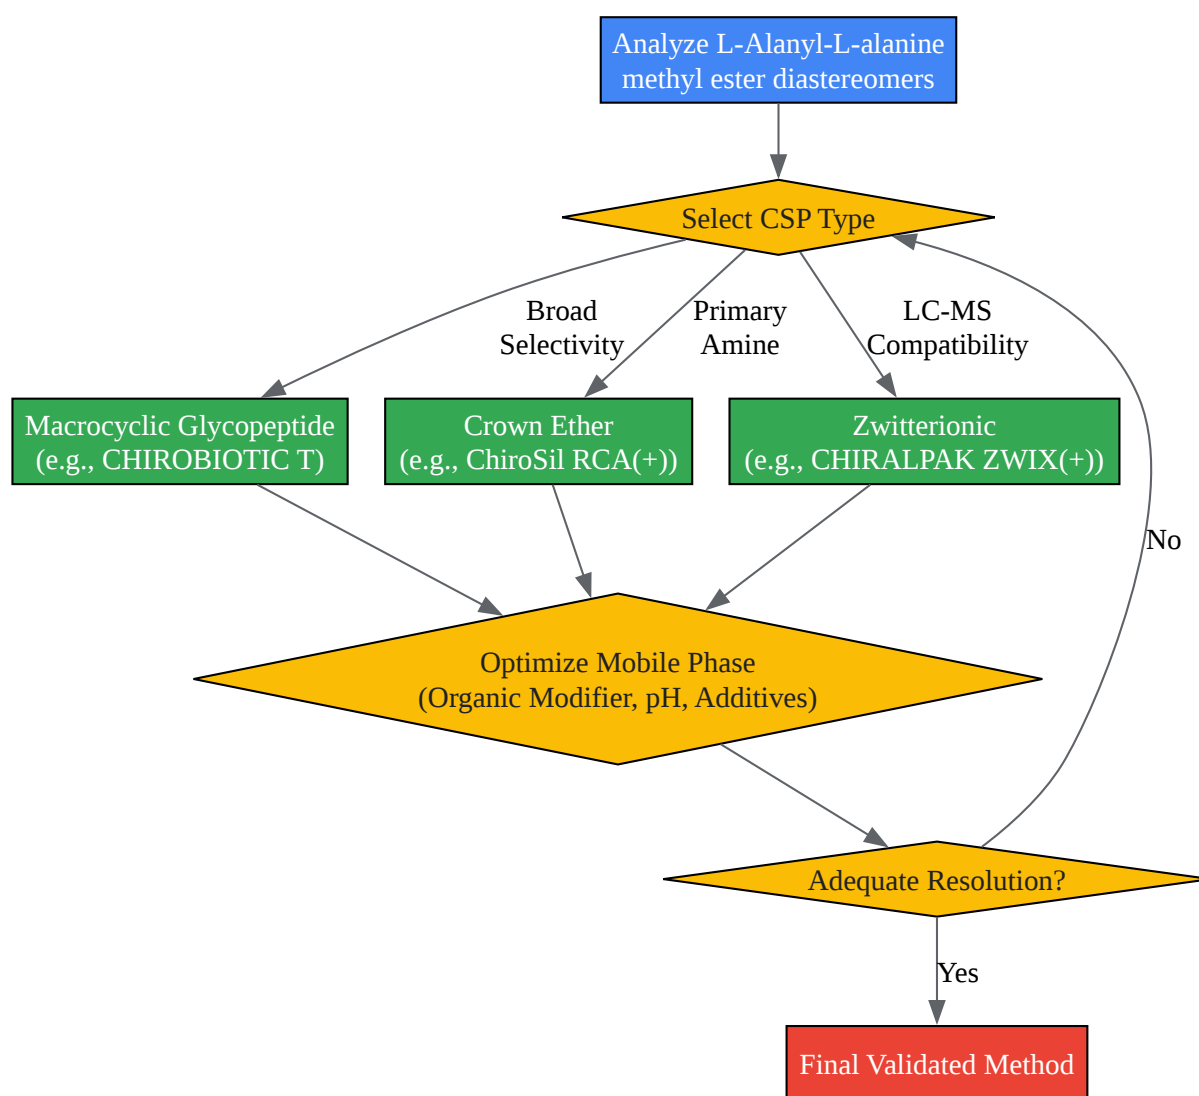 Analyze L-Alanyl-L-alanine
methyl ester diastereomers
Select CSP Type
Broad
Selectivity
Primary
Amine
LC-MS
Compatibility
Macrocyclic Glycopeptide
(e.g., CHIROBIOTIC T)
Crown Ether
(e.g., ChiroSil RCA(+))
Zwitterionic
(e.g., CHIRALPAK ZWIX(+))
No
Optimize Mobile Phase
(Organic Modifier, pH, Additives)
Adequate Resolution?
Yes
Final Validated Method